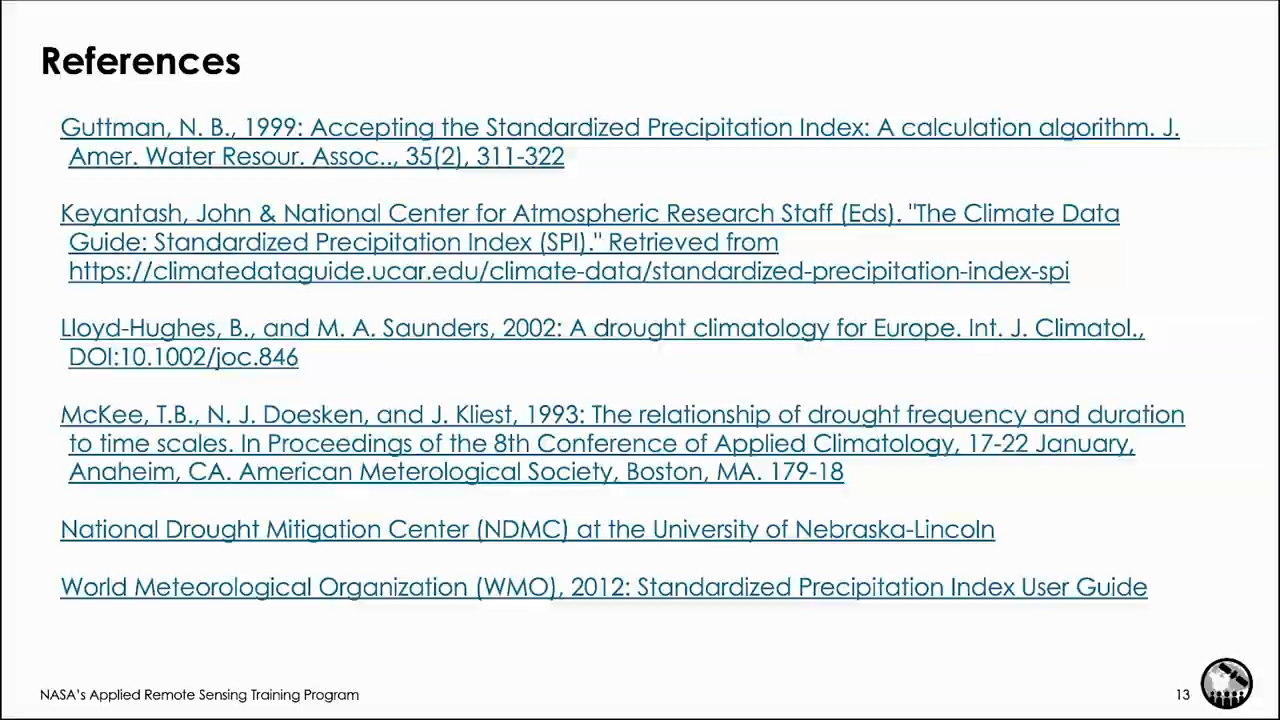 References
Guttman, N. B., 1999: Accepting the Standardized Precipitation Index: A calculation algorithm. J.
Amer. Water Resour. Assoc.., 35(2), 311-322
Keyantash, John & National Center for Atmospheric Research Staff (Eds). "The Climate Data
Guide: Standardized Precipitation Index (SPI)." Retrieved from
https://climatedataguide.ucar.edu/climate-data/standardized-precipitation-index-spi
Lloyd-Hughes, B., and M. A. Saunders, 2002: A drought climatology for Europe. Int. J. Climatol.,
DOI:10.1002/joc.846
McKee, T.B., N. J. Doesken, and J. Kliest, 1993: The relationship of drought frequency and duration
to time scales. In Proceedings of the 8th Conference of Applied Climatology, 17-22 January,
Anaheim, CA. American Meterological Society, Boston, MA. 179-18
National Drought Mitigation Center (NDMC) at the University of Nebraska-Lincoln
World Meteorological Organization (WMO), 2012: Standardized Precipitation Index User Guide
NASA's Applied Remote Sensing Training Program
13